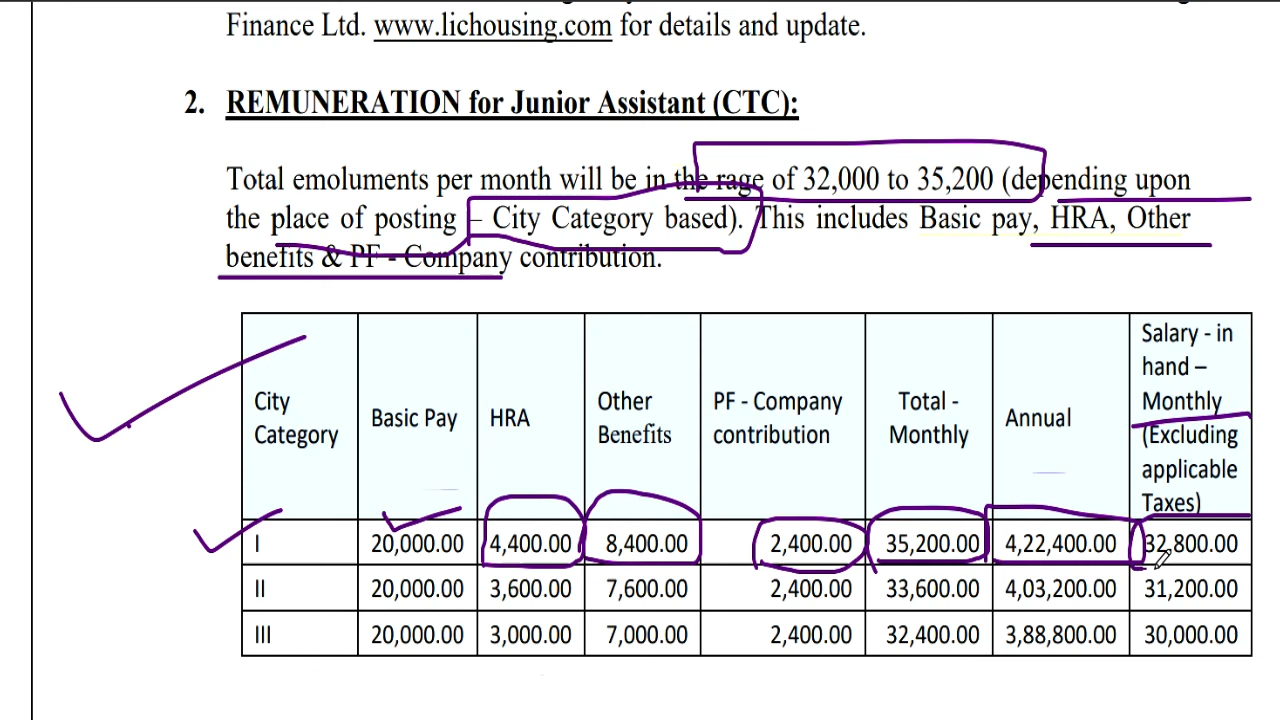 Finance Ltd. www.lichousing.com for details and update.
2. REMUNERATION for Junior Assistant (CTC):
Total emoluments per month will be in the rage of 32,000 to 35,200 (depending upon
the place of posting – City Category based). This includes Basic pay, HRA, Other
benefits & PF - Company contribution.
City Category Basic Pay HRA Other Benefits PF - Company contribution Total - Monthly Annual Salary - in hand – Monthly (Excluding applicable Taxes)
I 20,000.00 4,400.00 8,400.00 2,400.00 35,200.00 4,22,400.00 32,800.00
II 20,000.00 3,600.00 7,600.00 2,400.00 33,600.00 4,03,200.00 31,200.00
III 20,000.00 3,000.00 7,000.00 2,400.00 32,400.00 3,88,800.00 30,000.00